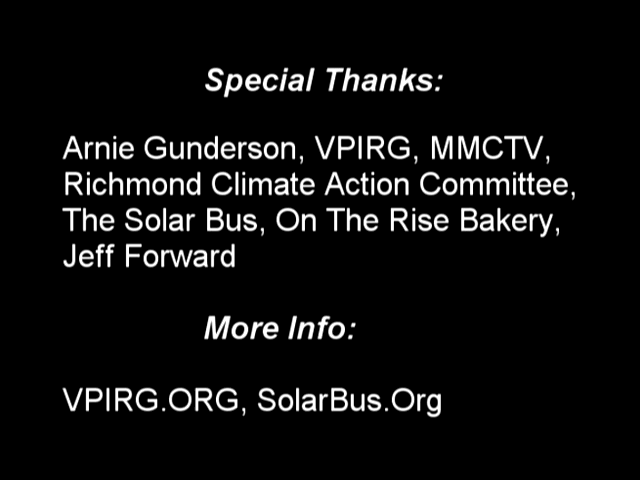 Special Thanks:
Arnie Gunderson, VPIRG, MMCTV,
Richmond Climate Action Committee,
The Solar Bus, On The Rise Bakery,
Jeff Forward
More Info:
VPIRG.ORG, SolarBus.Org